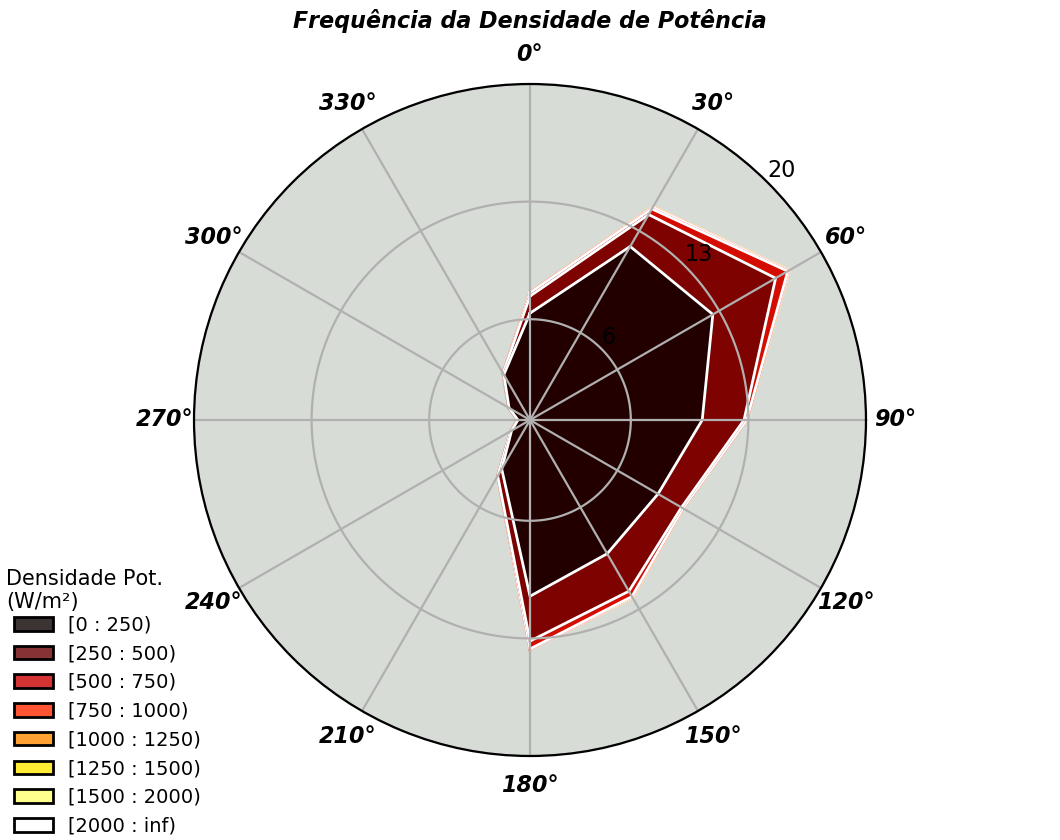 Frequência da Densidade de Potência
0°
330°
30°
20
300°
60°
13
6
270°
90°
240°
120°
210°
150°
180°
Densidade Pot.
(W/m²)
[0 : 250)
[250 : 500)
[500 : 750)
[750 : 1000)
[1000 : 1250)
[1250 : 1500)
[1500 : 2000)
[2000 : inf)